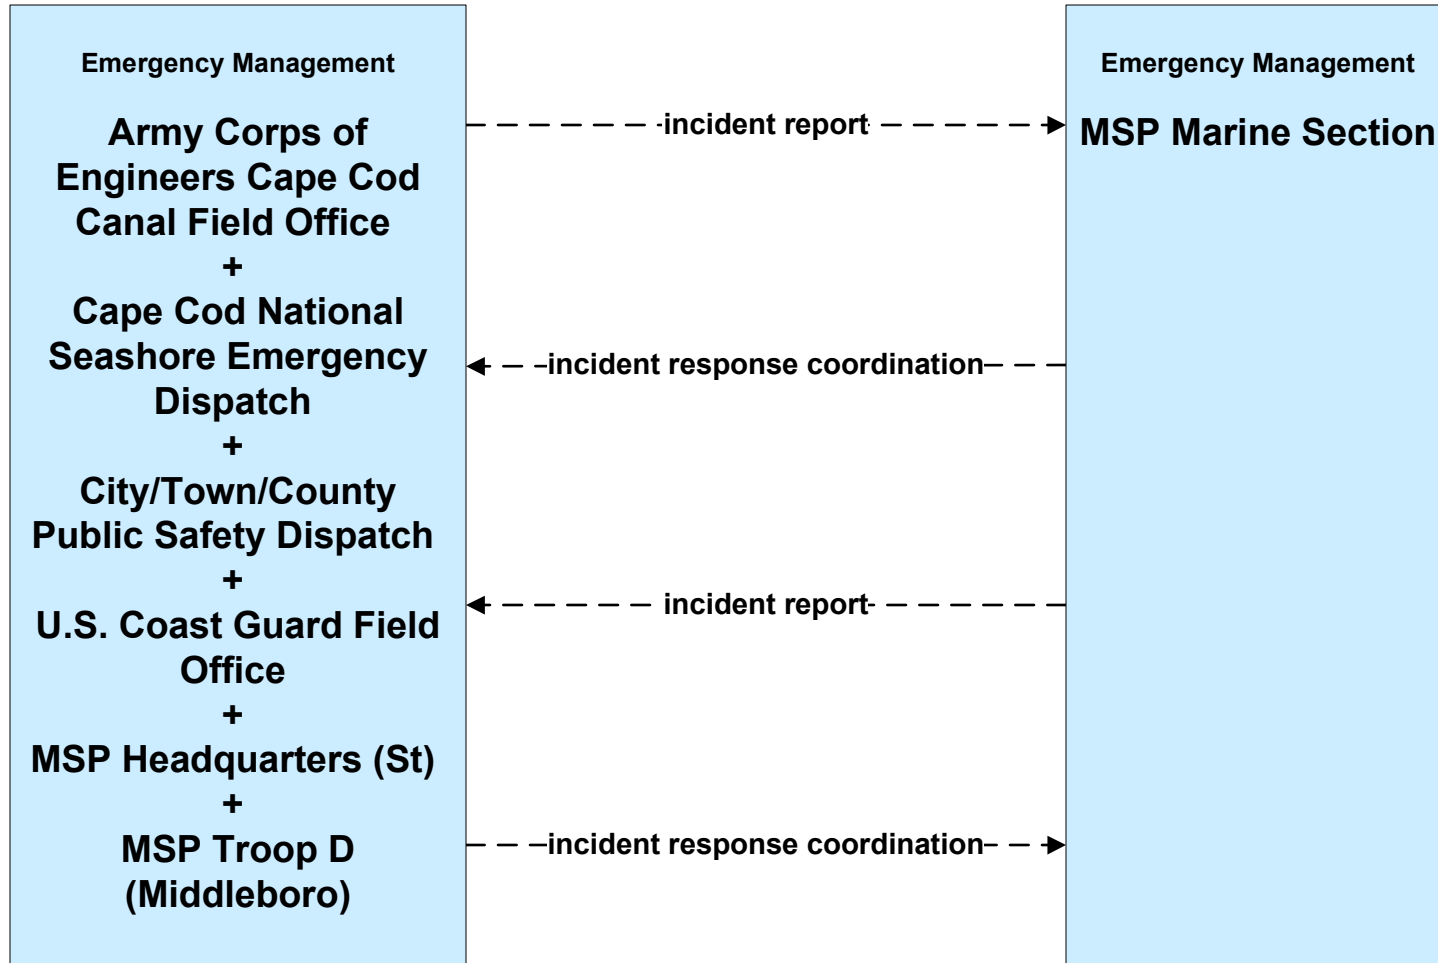 Emergency Management
Army Corps of
Engineers Cape Cod
Canal Field Office
+
Cape Cod National
Seashore Emergency
Dispatch
+
City/Town/County
Public Safety Dispatch
+
U.S. Coast Guard Field
Office
+
MSP Headquarters (St)
+
MSP Troop D
(Middleboro)
incident report
incident response coordination
incident report
incident response coordination
Emergency Management
MSP Marine Section